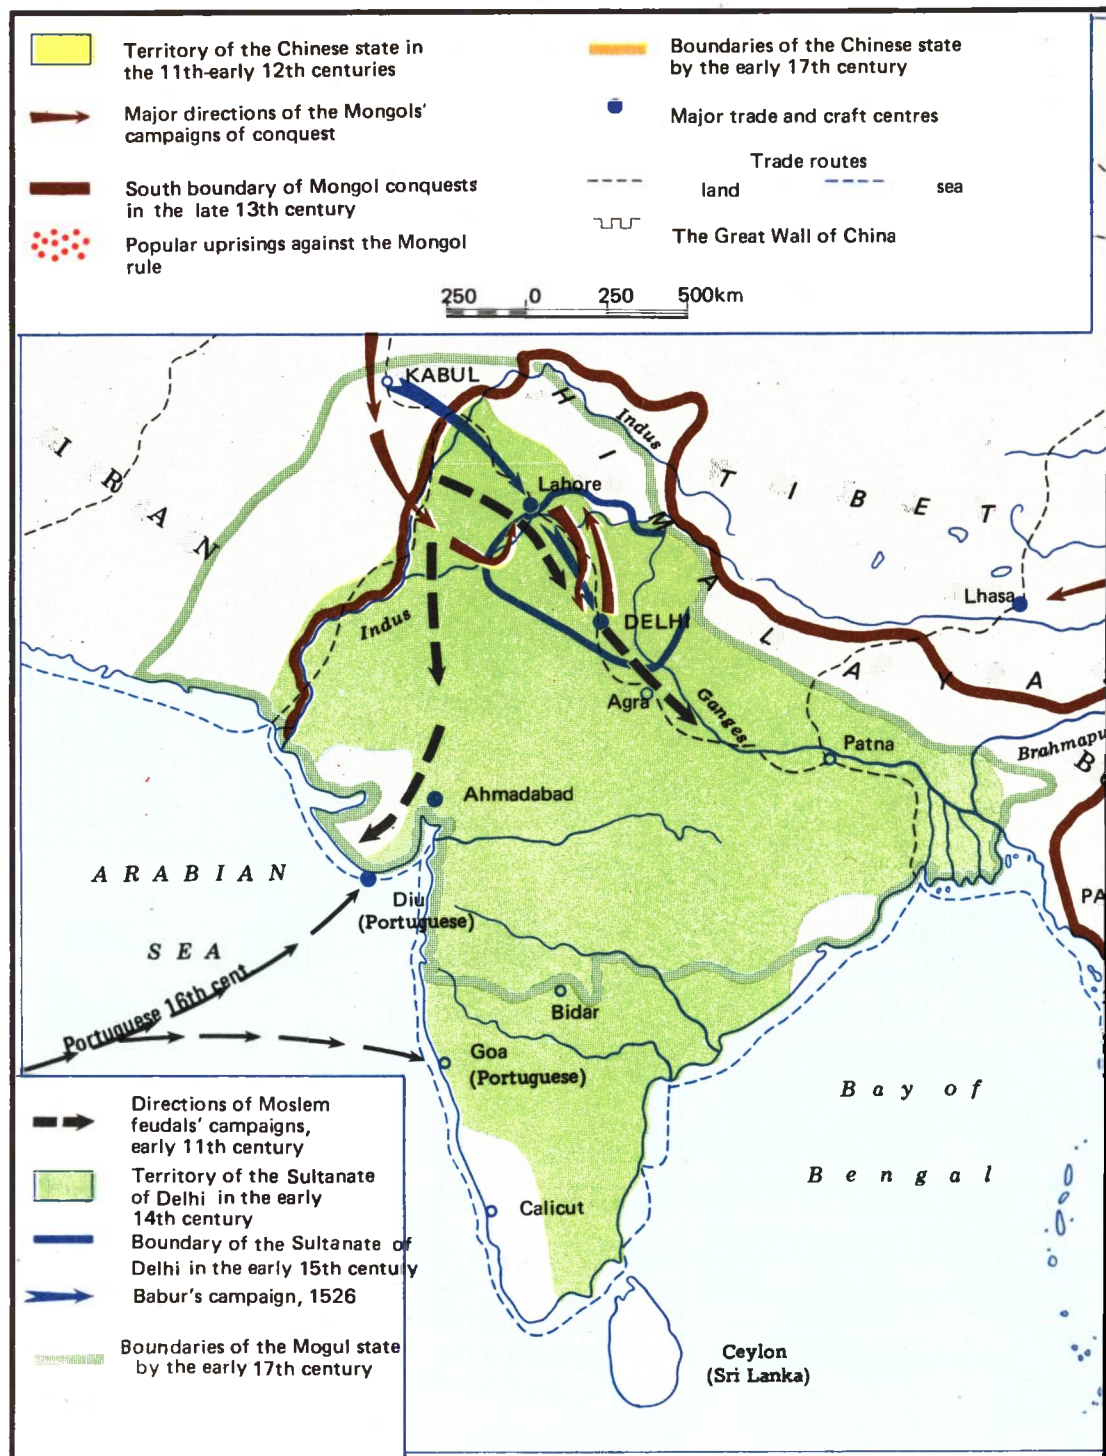 Territory of the Chinese state in
the 11th-early 12th centuries
Major directions of the Mongols'
campaigns of conquest
South boundary of Mongol conquests
in the late 13th century
Popular uprisings against the Mongol
rule
Boundaries of the Chinese state
by the early 17th century
Major trade and craft centres
Trade routes
land
sea
The Great Wall of China
250 0 250 500km
KABUL
HIMALAYAS
Indus
IRAN
Lahore
TIBET
Lhasa
Indus
DELHI
Agra
Ganges
Patna
Brahmapu
B
Ahmadabad
ARABIAN
SEA
Diu
(Portuguese)
PA
Portuguese 16th cent.
Bidar
Goa
(Portuguese)
Bay of
Bengal
Calicut
Ceylon
(Sri Lanka)
Directions of Moslem
feudals' campaigns,
early 11th century
Territory of the Sultanate
of Delhi in the early
14th century
Boundary of the Sultanate of
Delhi in the early 15th century
Babur's campaign, 1526
Boundaries of the Mogul state
by the early 17th century